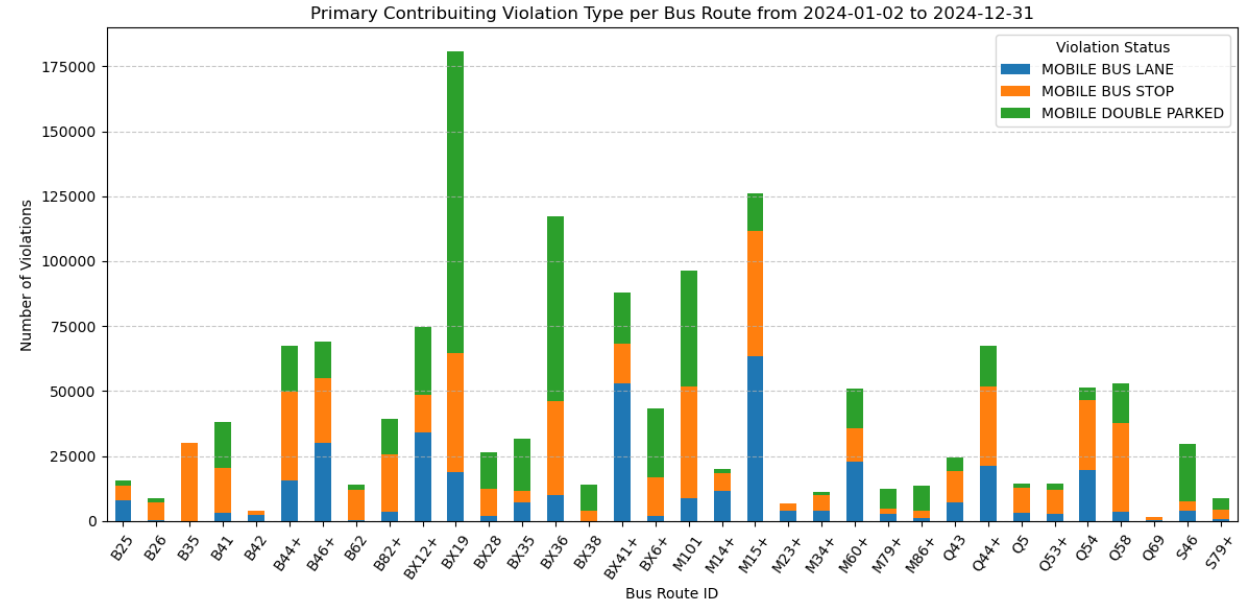 Primary Contribuiting Violation Type per Bus Route from 2024-01-02 to 2024-12-31
Violation Status
MOBILE BUS LANE
MOBILE BUS STOP
MOBILE DOUBLE PARKED
Number of Violations
175000
150000
125000
100000
75000
50000
25000
0
B25
B26
B35
B41
B42
B44+
B46+
B62
B82+
BX12+
BX19
BX28
BX35
BX36
BX38
BX41+
BX6+
M101
M14+
M15+
M23+
M34+
M60+
M79+
M86+
Q43
Q44+
Q5
Q53+
Q54
Q58
Q69
S46
S79+
Bus Route ID